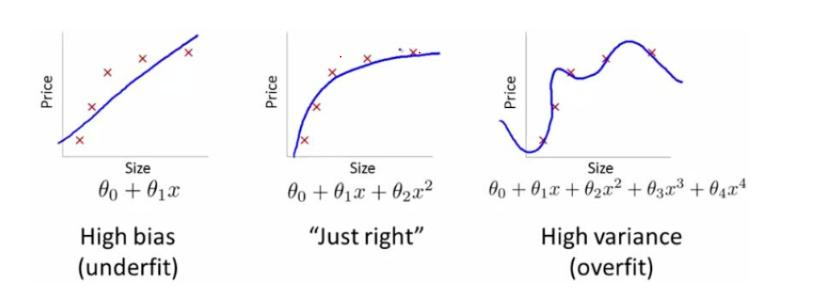 Price
Size
θ₀ + θ₁x
High bias
(underfit)
Price
Size
θ₀ + θ₁x + θ₂x²
“Just right”
Price
Size
θ₀ + θ₁x + θ₂x² + θ₃x³ + θ₄x⁴
High variance
(overfit)